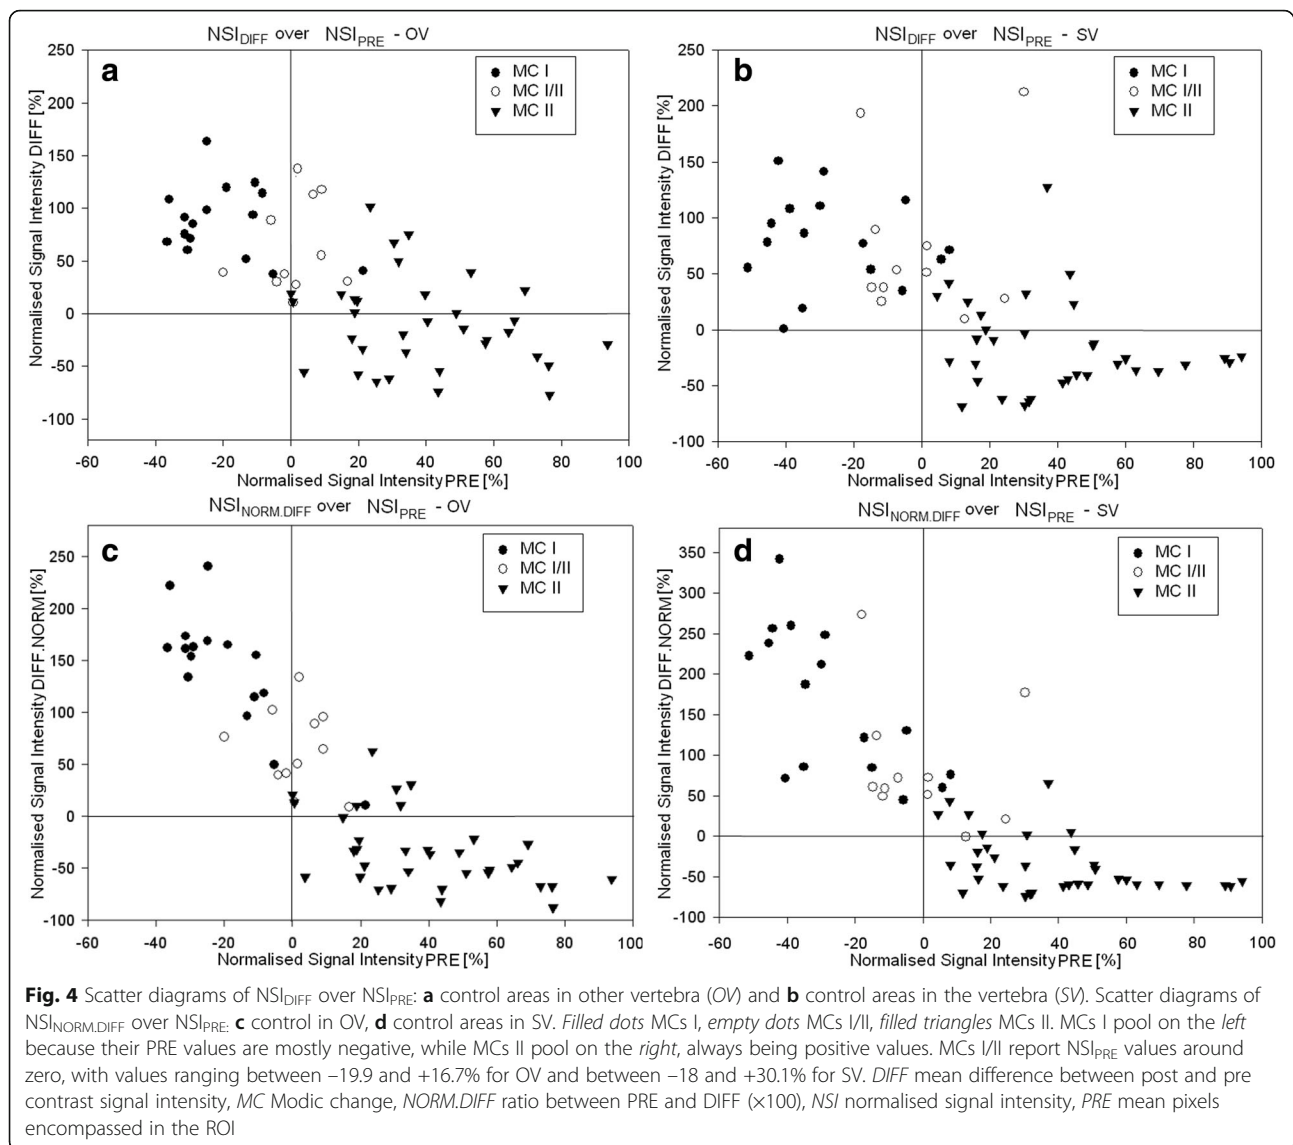 NSIDIFF over NSIPRE - OV
a
MC I
MC I/II
MC II
Normalised Signal Intensity DIFF [%]
250
200
150
100
50
0
-50
-100
-60 -40 -20 0 20 40 60 80 100
Normalised Signal Intensity PRE [%]
NSIDIFF over NSIPRE - SV
b
MC I
MC I/II
MC II
Normalised Signal Intensity DIFF [%]
250
200
150
100
50
0
-50
-100
-60 -40 -20 0 20 40 60 80 100
Normalised Signal Intensity PRE [%]
NSINORM.DIFF over NSIPRE - OV
c
MC I
MC I/II
MC II
Normalised Signal Intensity DIFF.NORM [%]
250
200
150
100
50
0
-50
-100
-60 -40 -20 0 20 40 60 80 100
Normalised Signal Intensity PRE [%]
NSINORM.DIFF over NSIPRE - SV
d
MC I
MC I/II
MC II
Normalised Signal Intensity DIFF.NORM [%]
350
300
250
200
150
100
50
0
-50
-100
-60 -40 -20 0 20 40 60 80 100
Normalised Signal Intensity PRE [%]
Fig. 4 Scatter diagrams of NSIDIFF over NSIPRE: a control areas in other vertebra (OV) and b control areas in the vertebra (SV). Scatter diagrams of
NSINORM.DIFF over NSIPRE: c control in OV, d control areas in SV. Filled dots MCs I, empty dots MCs I/II, filled triangles MCs II. MCs I pool on the left
because their PRE values are mostly negative, while MCs II pool on the right, always being positive values. MCs I/II report NSIPRE values around
zero, with values ranging between –19.9 and +16.7% for OV and between –18 and +30.1% for SV. DIFF mean difference between post and pre
contrast signal intensity, MC Modic change, NORM.DIFF ratio between PRE and DIFF (×100), NSI normalised signal intensity, PRE mean pixels
encompassed in the ROI